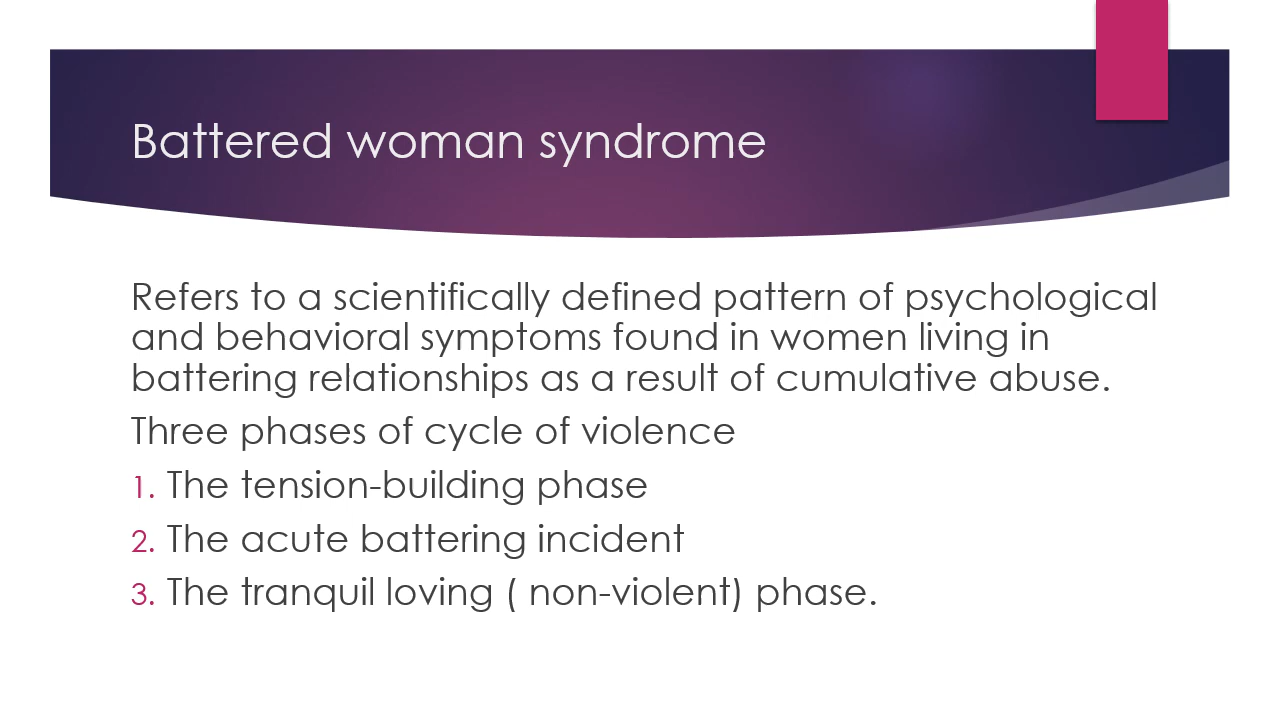 Battered woman syndrome
Refers to a scientifically defined pattern of psychological
and behavioral symptoms found in women living in
battering relationships as a result of cumulative abuse.
Three phases of cycle of violence
1. The tension-building phase
2. The acute battering incident
3. The tranquil loving ( non-violent) phase.